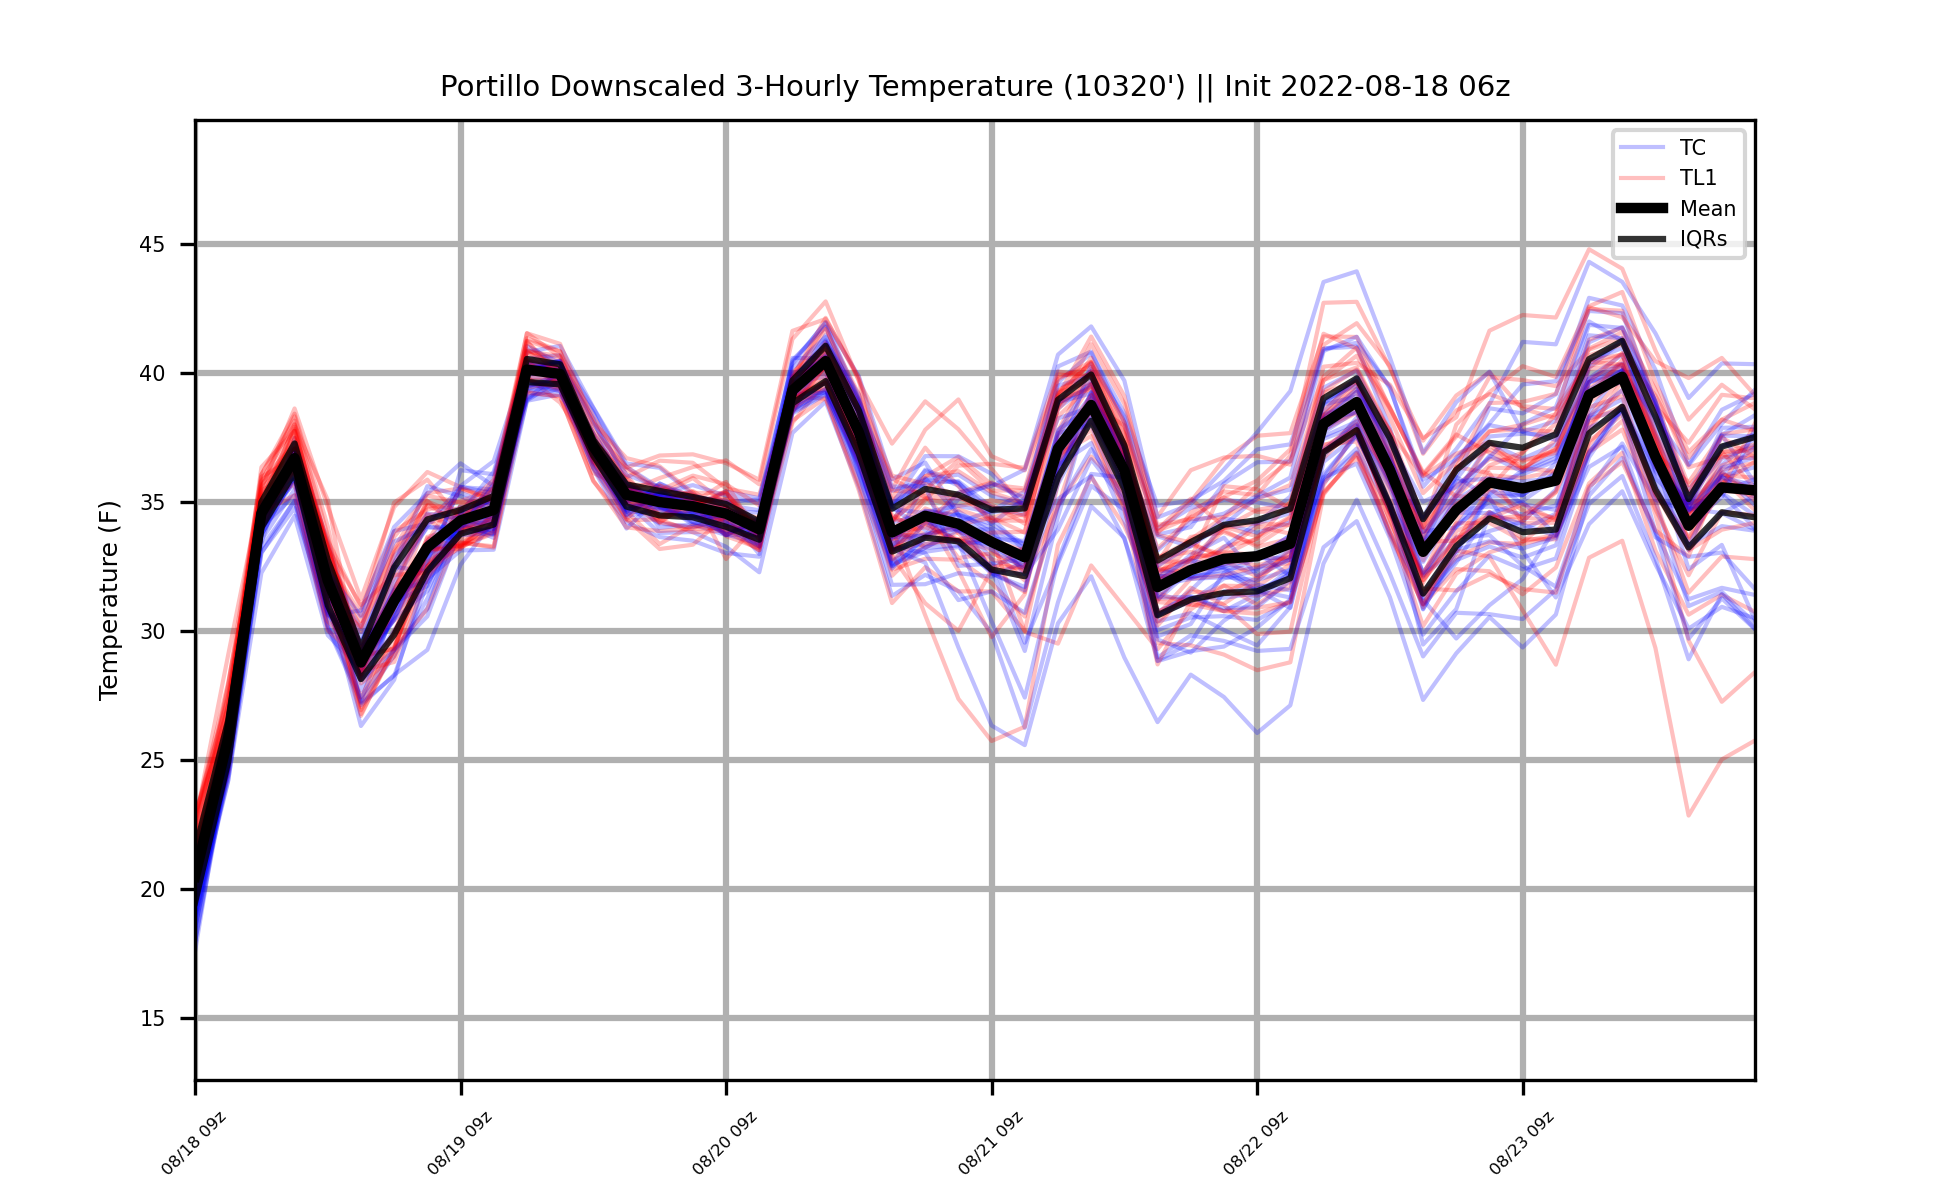 Portillo Downscaled 3-Hourly Temperature (10320') || Init 2022-08-18 06z
TC
TL1
Mean
IQRs
Temperature (F)
45
40
35
30
25
20
15
08/18 09z
08/19 09z
08/20 09z
08/21 09z
08/22 09z
08/23 09z